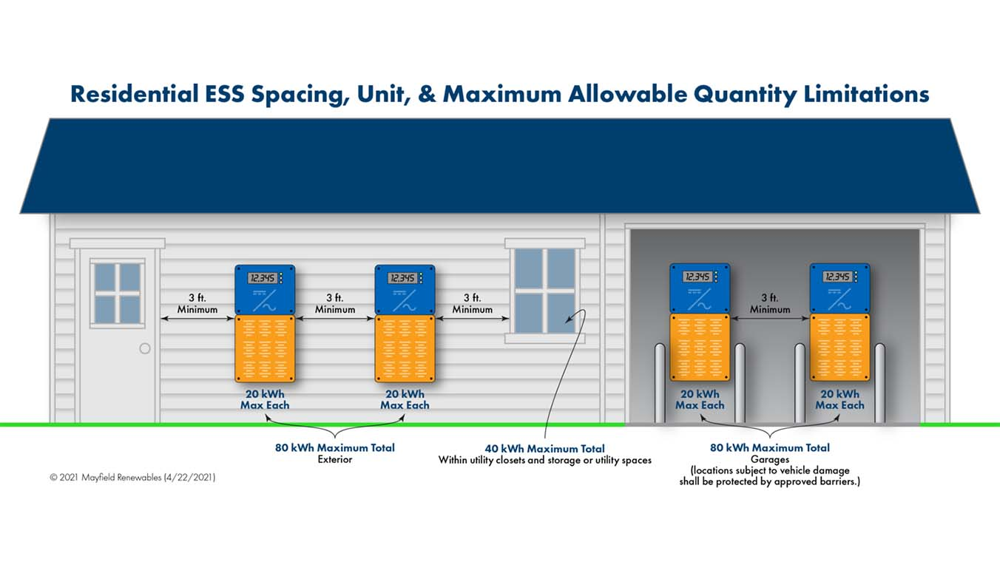 Residential ESS Spacing, Unit, & Maximum Allowable Quantity Limitations
12,345
12,345
12,345
12,345
3 ft.
Minimum
3 ft.
Minimum
3 ft.
Minimum
3 ft.
Minimum
20 kWh
Max Each
20 kWh
Max Each
20 kWh
Max Each
20 kWh
Max Each
80 kWh Maximum Total
Exterior
40 kWh Maximum Total
Within utility closets and storage or utility spaces
80 kWh Maximum Total
Garages
(locations subject to vehicle damage
shall be protected by approved barriers.)
© 2021 Mayfield Renewables (4/22/2021)